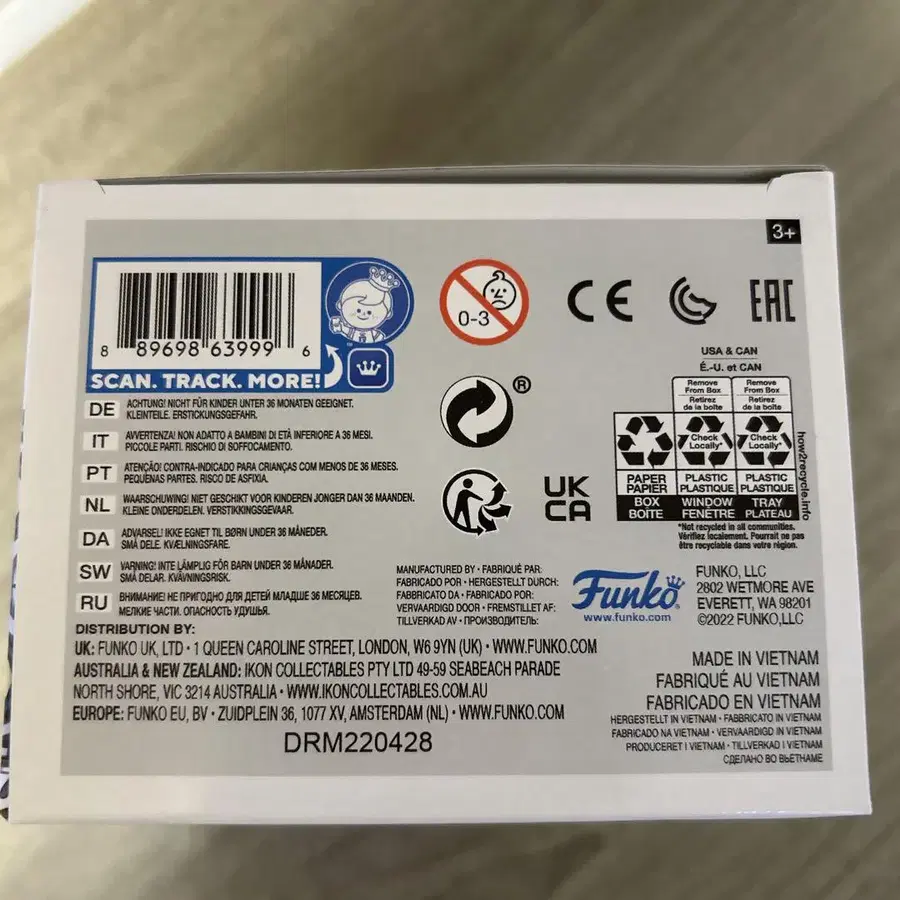 3+
8 89698 63999 6
SCAN. TRACK. MORE!
0-3
CE
EAC
®
UK
CA
USA & CAN
É.-U. et CAN
Remove From Box
Retirez de la boîte
Remove From Box
Retirez de la boîte
Check Locally*
Check Locally*
PAPER
PAPIER
BOX
BOÎTE
PLASTIC
PLASTIQUE
WINDOW
FENÊTRE
PLASTIC
PLASTIQUE
TRAY
PLATEAU
how2recycle.info
*Not recycled in all communities.
Vérifiez localement. Pourrait ne pas
être recyclable dans votre région.
DE ACHTUNG! NICHT FÜR KINDER UNTER 36 MONATEN GEEIGNET.
KLEINTEILE. ERSTICKUNGSGEFAHR.
IT AVVERTENZA! NON ADATTO A BAMBINI DI ETÀ INFERIORE A 36 MESI.
PICCOLE PARTI. RISCHIO DI SOFFOCAMENTO.
PT ATENÇÃO! CONTRA-INDICADO PARA CRIANÇAS COM MENOS DE 36 MESES.
PEQUENAS PARTES. RISCO DE ASFIXIA.
NL WAARSCHUWING! NIET GESCHIKT VOOR KINDEREN JONGER DAN 36 MAANDEN.
KLEINE ONDERDELEN. VERSTIKKINGSGEVAAR.
DA ADVARSEL! IKKE EGNET TIL BØRN UNDER 36 MÅNEDER.
SMÅ DELE. KVÆLNINGSFARE.
SW VARNING! INTE LÄMPLIG FÖR BARN UNDER 36 MÅNADER.
SMÅ DELAR. KVÄVNINGSRISK.
RU ВНИМАНИЕ! НЕ ПРИГОДНО ДЛЯ ДЕТЕЙ МЛАДШЕ 36 МЕСЯЦЕВ.
МЕЛКИЕ ЧАСТИ. ОПАСНОСТЬ УДУШЬЯ.
MANUFACTURED BY • FABRIQUÉ PAR:
FABRICADO POR • HERGESTELLT DURCH:
FABBRICATO DA • FABRICADO POR:
VERVAARDIGD DOOR • FREMSTILLET AF:
TILLVERKAD AV • ПРОИЗВОДИТЕЛЬ:
Funko
www.funko.com
FUNKO, LLC
2802 WETMORE AVE
EVERETT, WA 98201
©2022 FUNKO,LLC
DISTRIBUTION BY:
UK: FUNKO UK, LTD • 1 QUEEN CAROLINE STREET, LONDON, W6 9YN (UK) • WWW.FUNKO.COM
AUSTRALIA & NEW ZEALAND: IKON COLLECTABLES PTY LTD 49-59 SEABEACH PARADE
NORTH SHORE, VIC 3214 AUSTRALIA • WWW.IKONCOLLECTABLES.COM.AU
EUROPE: FUNKO EU, BV • ZUIDPLEIN 36, 1077 XV, AMSTERDAM (NL) • WWW.FUNKO.COM
DRM220428
MADE IN VIETNAM
FABRIQUÉ AU VIETNAM
FABRICADO EN VIETNAM
HERGESTELLT IN VIETNAM • FABBRICATO IN VIETNAM
FABRICADO NA VIETNAM • VERVAARDIGD IN VIETNAM
PRODUCERET I VIETNAM • TILLVERKAD I VIETNAM
СДЕЛАНО ВО ВЬЕТНАМЕ